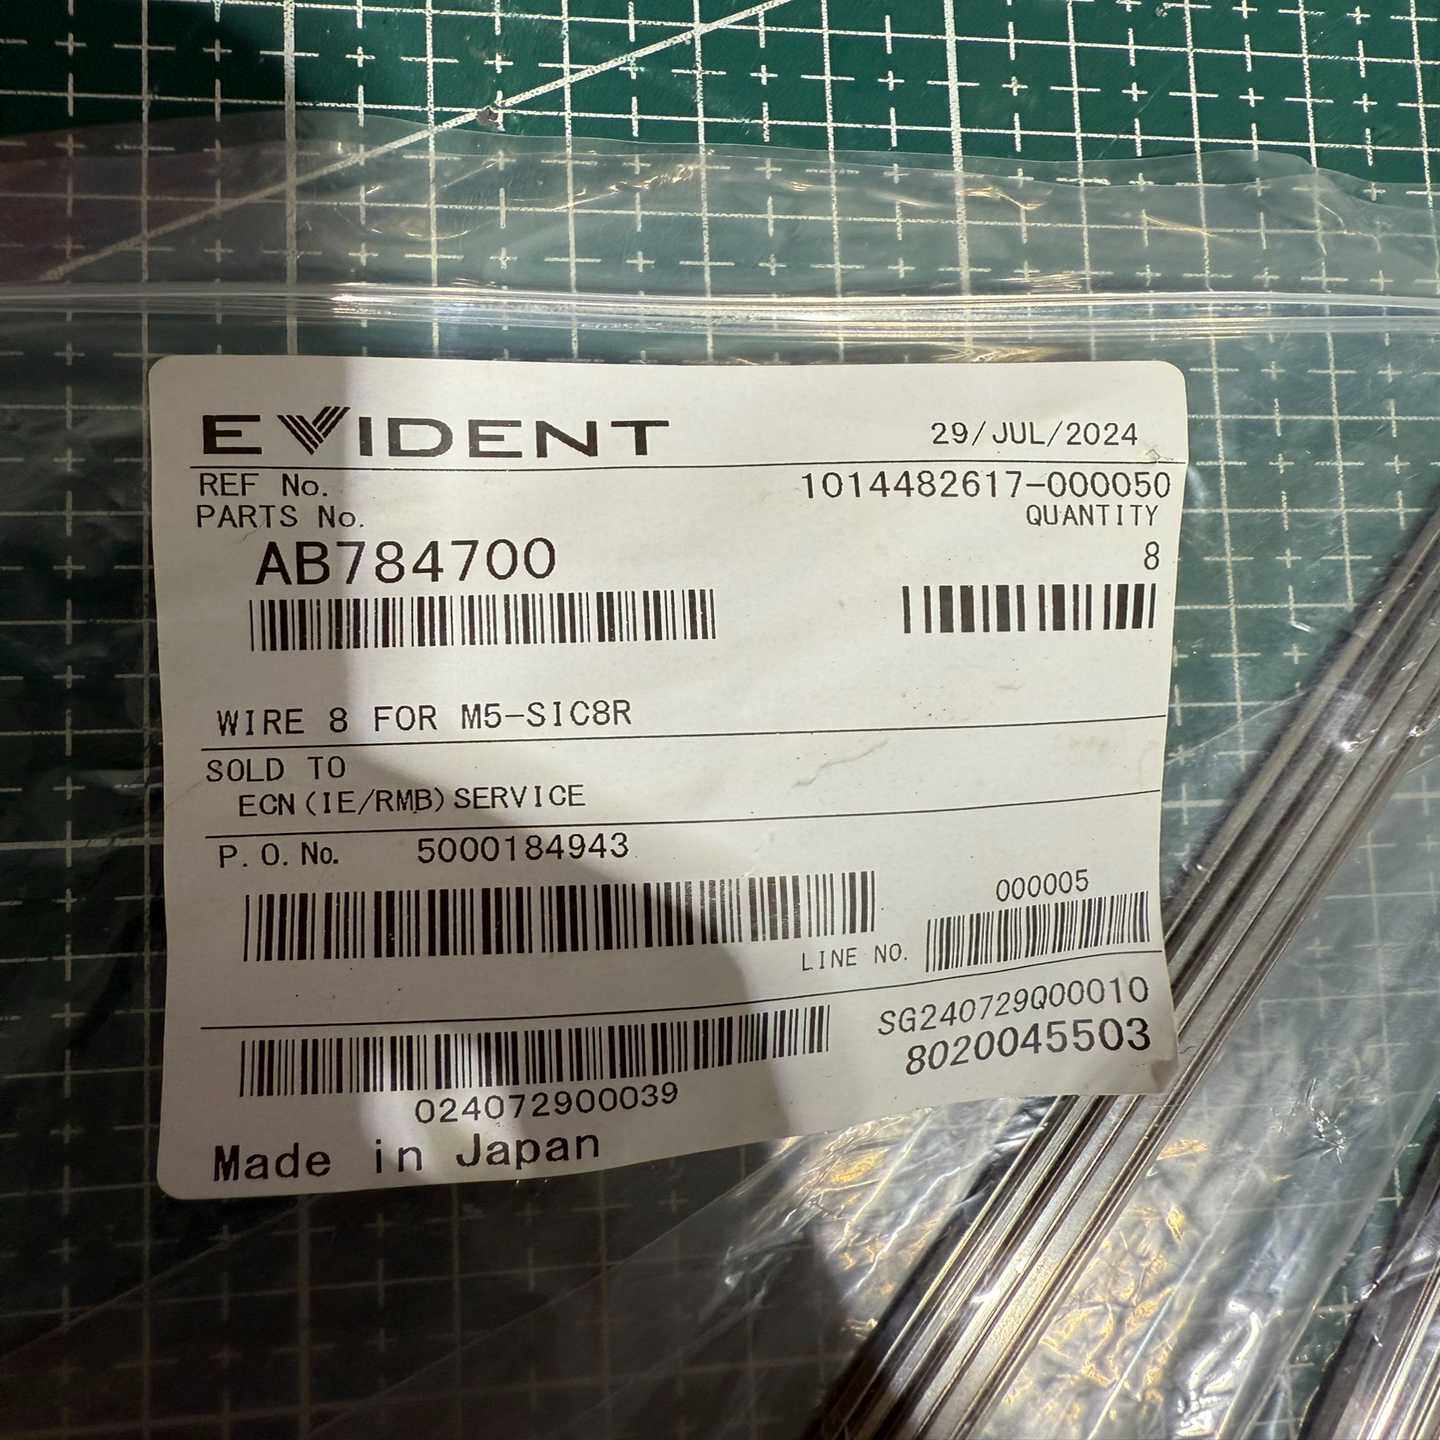 EVIDENT 29/JUL/2024
REF No. 1014482617-000050
PARTS No. QUANTITY
AB784700 8
WIRE 8 FOR M5-SIC8R
SOLD TO
ECN(IE/RMB)SERVICE
P.O.No. 5000184943
000005
LINE NO.
SG240729Q00010
8020045503
024072900039
Made in Japan